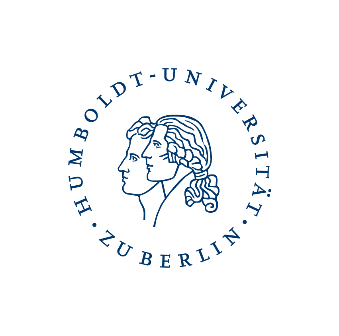 HUMBOLDT-UNIVERSITÄT
· ZU BERLIN ·